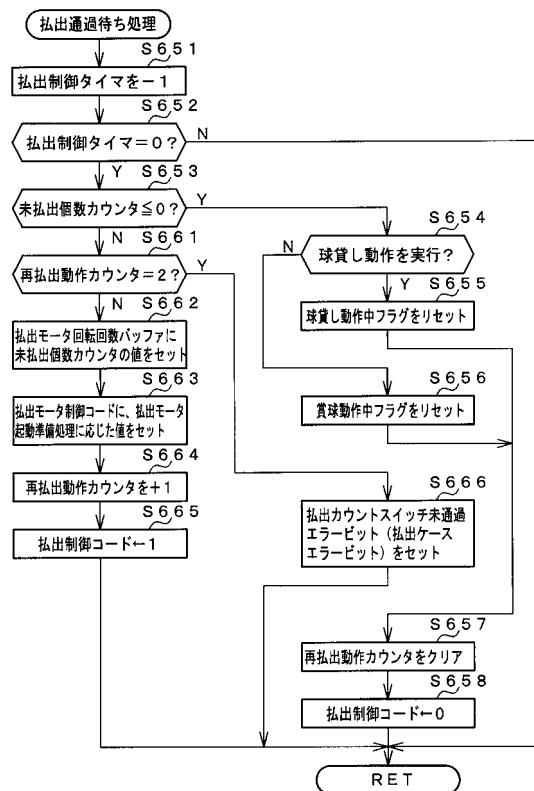 払出通過待ち処理
S651
払出制御タイマを－1
S652
払出制御タイマ＝0？
N
Y
S653
未払出個数カウンタ≦0？
Y
N
S654
球貸し動作を実行？
N
Y
S655
球貸し動作中フラグをリセット
S656
賞球動作中フラグをリセット
S661
再払出動作カウンタ＝2？
Y
N
S662
払出モータ回転回数バッファに
未払出個数カウンタの値をセット
S663
払出モータ制御コードに、払出モータ
起動準備処理に応じた値をセット
S664
再払出動作カウンタを＋1
S665
払出制御コード←1
S666
払出カウントスイッチ未通過
エラービット（払出ケース
エラービット）をセット
S657
再払出動作カウンタをクリア
S658
払出制御コード←0
RET